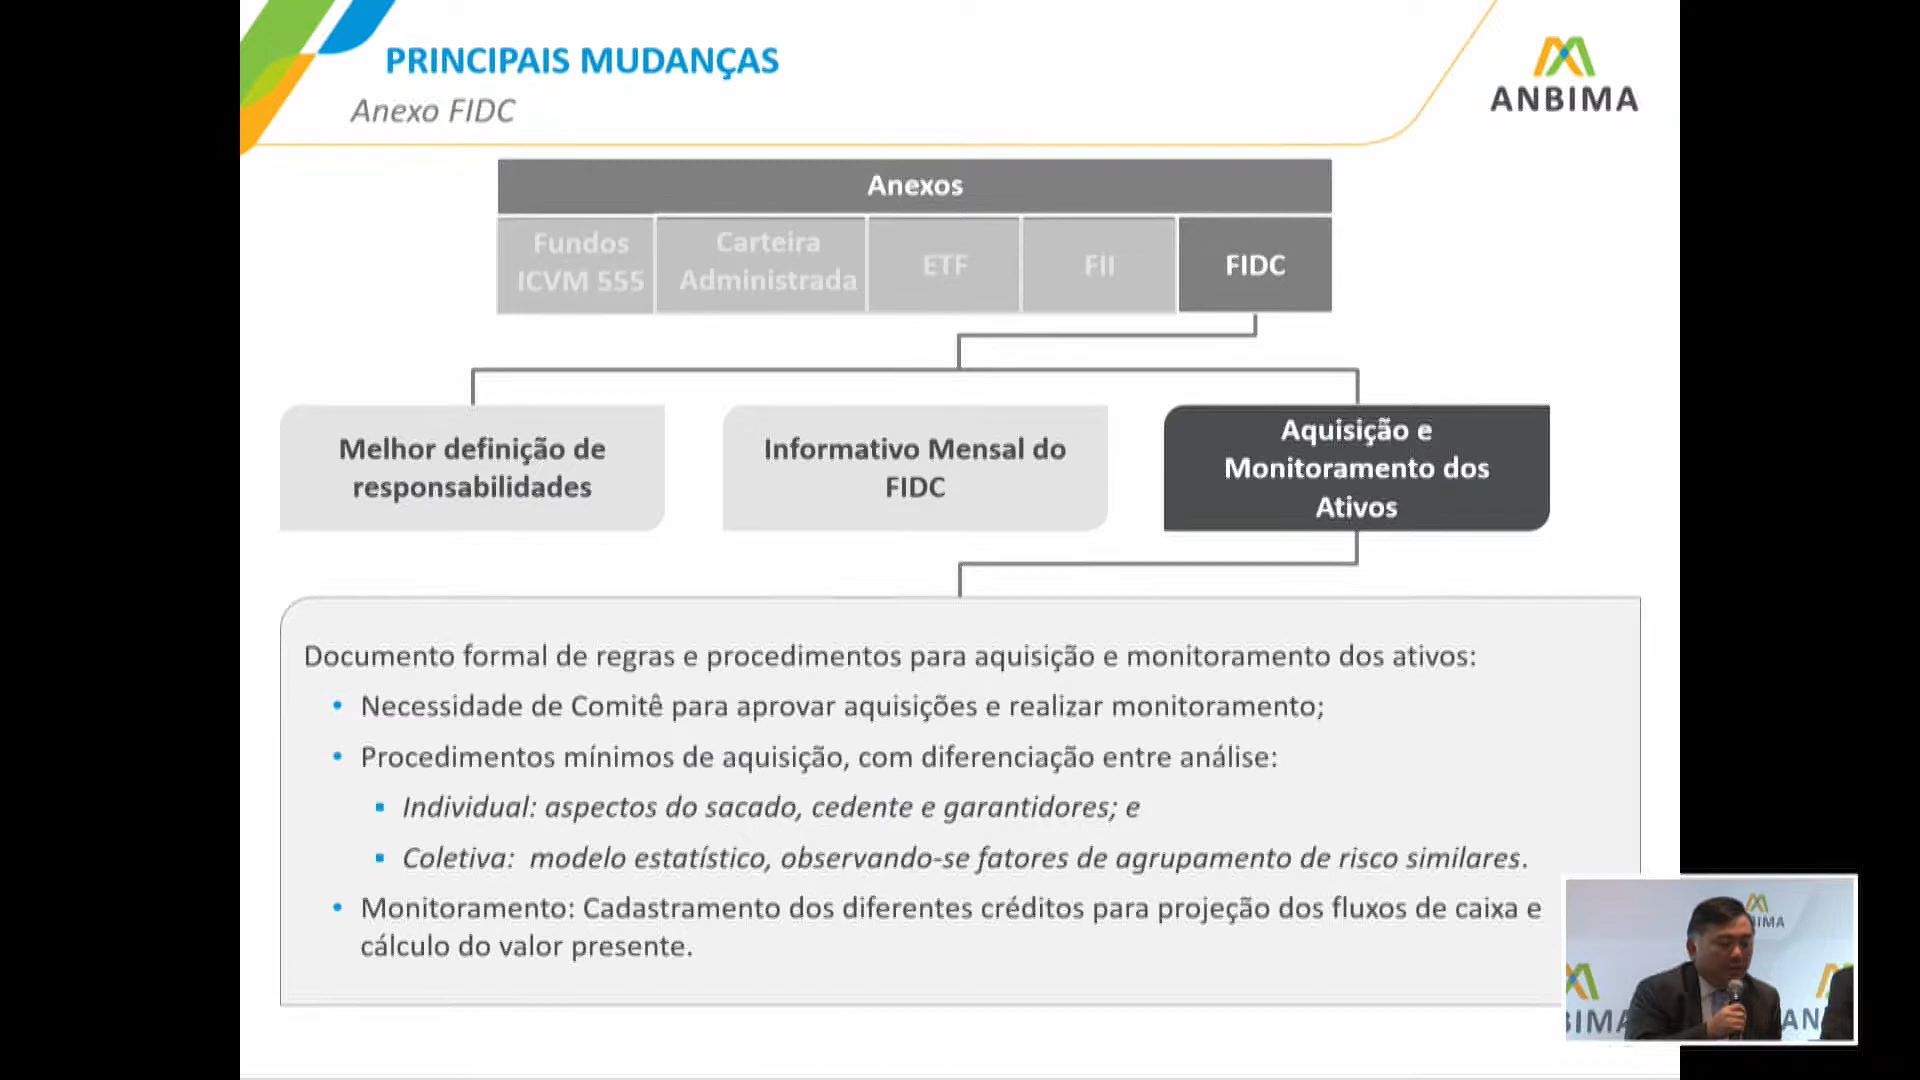 PRINCIPAIS MUDANÇAS
Anexo FIDC
ANBIMA
Anexos
Fundos
ICVM 555
Carteira
Administrada
ETF
FII
FIDC
Melhor definição de
responsabilidades
Informativo Mensal do
FIDC
Aquisição e
Monitoramento dos
Ativos
Documento formal de regras e procedimentos para aquisição e monitoramento dos ativos:
• Necessidade de Comitê para aprovar aquisições e realizar monitoramento;
• Procedimentos mínimos de aquisição, com diferenciação entre análise:
▪ Individual: aspectos do sacado, cedente e garantidores; e
▪ Coletiva: modelo estatístico, observando-se fatores de agrupamento de risco similares.
• Monitoramento: Cadastramento dos diferentes créditos para projeção dos fluxos de caixa e
cálculo do valor presente.
BIMA
BIMA
AN